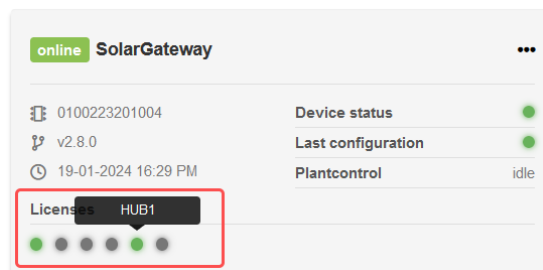 online SolarGateway
0100223201004
v2.8.0
19-01-2024 16:29 PM
Device status
Last configuration
Plantcontrol idle
Licenses
HUB1